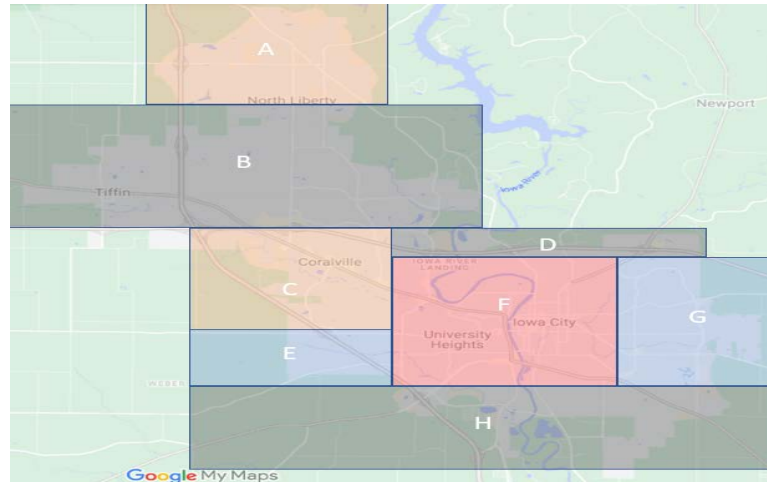 A
North Liberty
Newport
B
Tiffin
Iowa River
D
Coralville
IOWA RIVER
LANDING
C
F
G
Iowa City
University
Heights
E
WEBER
H
Google My Maps